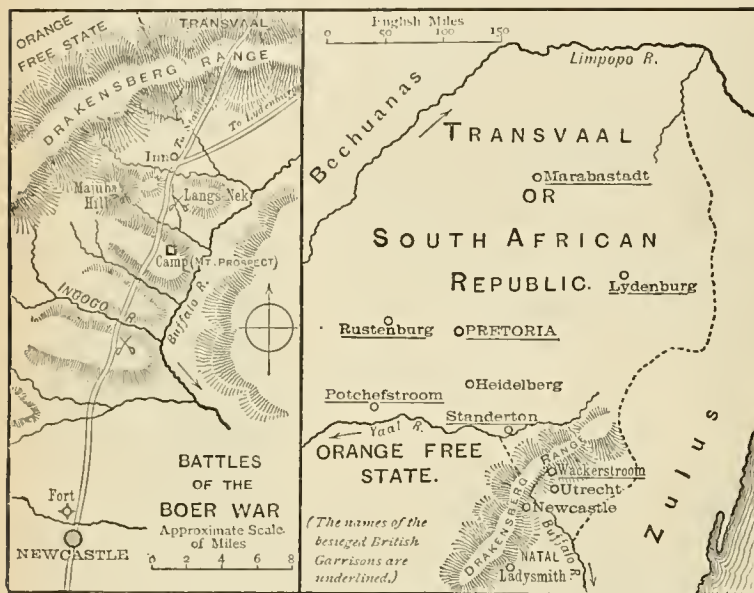 ORANGE
FREE STATE
TRANSVAAL
DRAKENSBERG RANGE
To Standerton
To Lydenburg
Inn
Majuba
Hill
Langs Nek
Camp (MT. PROSPECT)
INGOGO R.
Buffalo R.
BATTLES
OF THE
BOER WAR
Approximate Scale
of Miles
0 2 4 6 8
Fort
NEWCASTLE
English Miles
0 50 100 150
Limpopo R.
Bechuanas
TRANSVAAL
Marabastadt
OR
SOUTH AFRICAN
REPUBLIC.
Lydenburg
Rustenburg
PRETORIA
Heidelberg
Potchefstroom
Standerton
Vaal R.
ORANGE FREE
STATE.
DRAKENSBERG RANGE
Wackerstroom
Utrecht
Newcastle
Buffalo R.
NATAL
Ladysmith
Zulus
(The names of the
besieged British
Garrisons are
underlined.)